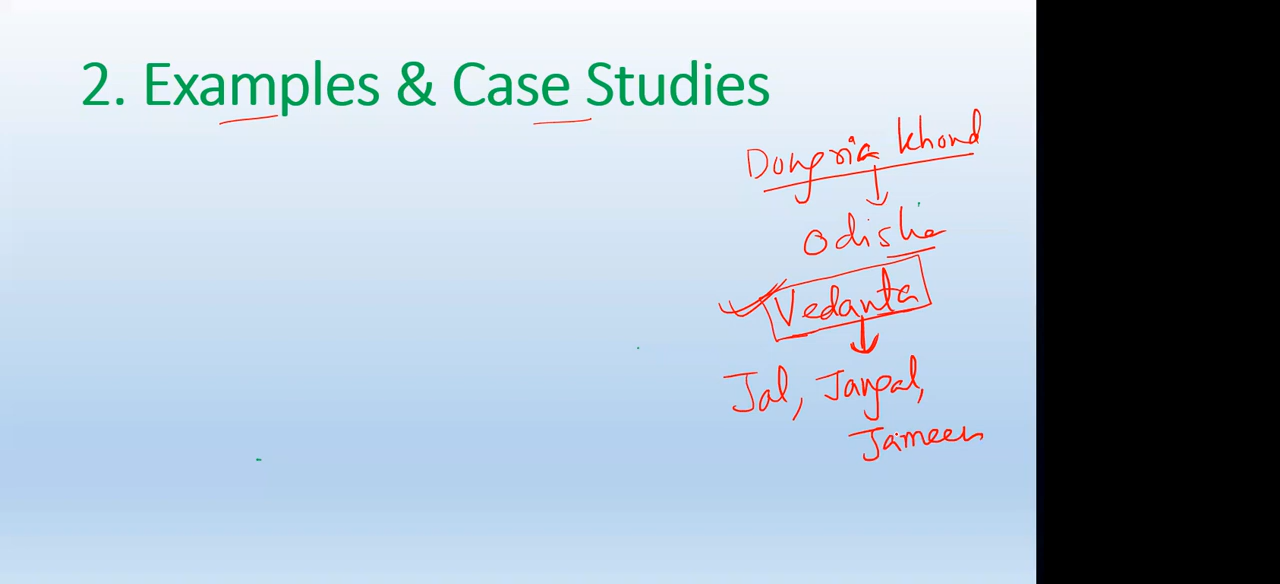 2. Examples & Case Studies
Dongria Khond
Odisha
Vedanta
Jal, Jangal,
Jameen